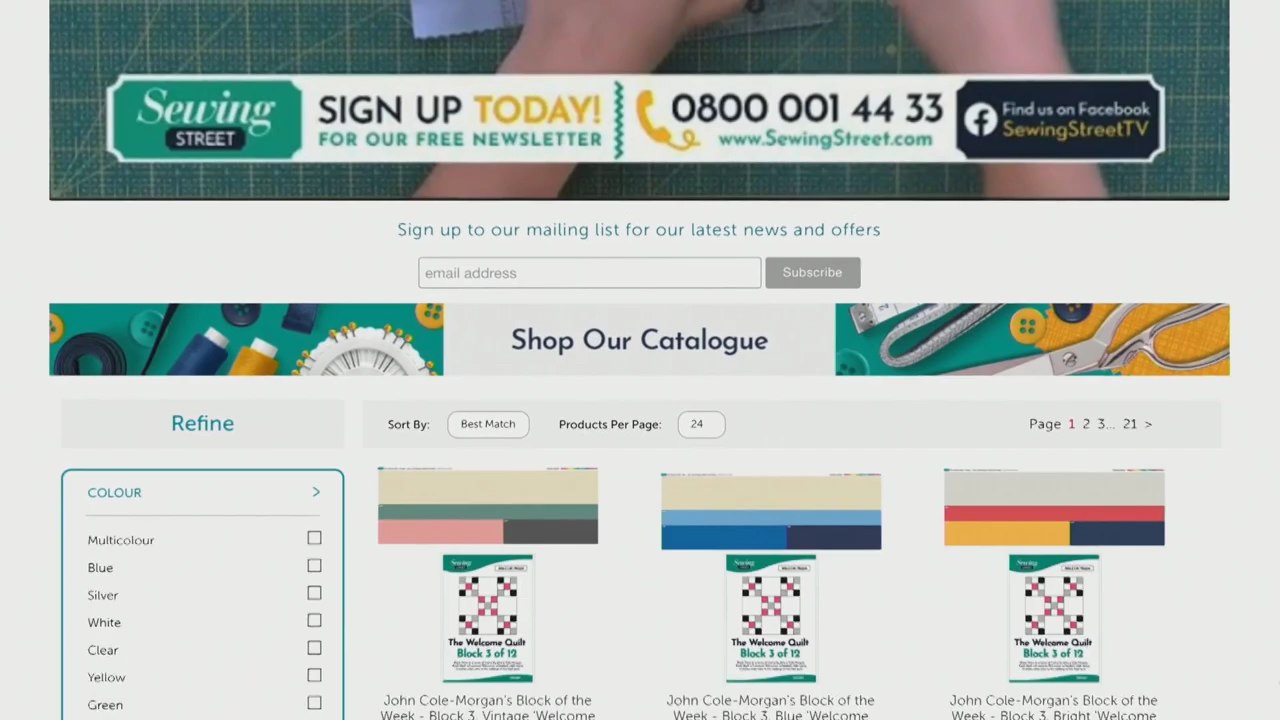 Sewing
STREET
SIGN UP TODAY!
FOR OUR FREE NEWSLETTER
0800 001 44 33
www.SewingStreet.com
Find us on Facebook
SewingStreetTV
Sign up to our mailing list for our latest news and offers
email address
Subscribe
Shop Our Catalogue
Refine
Sort By: Best Match Products Per Page: 24 Page 1 2 3... 21 >
COLOUR >
Multicolour
Blue
Silver
White
Clear
Yellow
Green
Sewing
The Welcome Quilt
Block 3 of 12
John Cole-Morgan's Block of the
Week - Block 3, Vintage 'Welcome
Sewing
The Welcome Quilt
Block 3 of 12
John Cole-Morgan's Block of the
Week - Block 3, Blue 'Welcome
Sewing
The Welcome Quilt
Block 3 of 12
John Cole-Morgan's Block of the
Week - Block 3, Bright 'Welcome